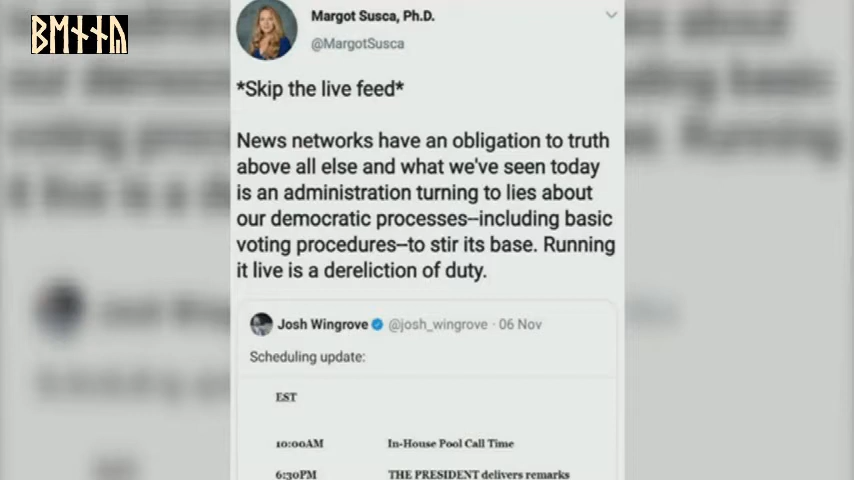 ᛒᛖᚾᚾᚤ
Margot Susca, Ph.D.
@MargotSusca
*Skip the live feed*
News networks have an obligation to truth
above all else and what we've seen today
is an administration turning to lies about
our democratic processes--including basic
voting procedures--to stir its base. Running
it live is a dereliction of duty.
Josh Wingrove @josh_wingrove · 06 Nov
Scheduling update:
EST
10:00AM In-House Pool Call Time
6:30PM THE PRESIDENT delivers remarks